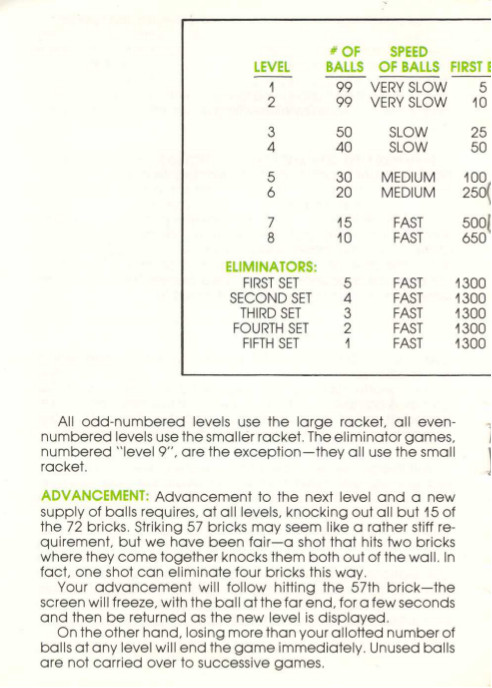 # OF SPEED
LEVEL BALLS OF BALLS FIRST
1 99 VERY SLOW 5
2 99 VERY SLOW 10
3 50 SLOW 25
4 40 SLOW 50
5 30 MEDIUM 100
6 20 MEDIUM 250(
7 15 FAST 500(
8 10 FAST 650
ELIMINATORS:
FIRST SET 5 FAST 1300
SECOND SET 4 FAST 1300
THIRD SET 3 FAST 1300
FOURTH SET 2 FAST 1300
FIFTH SET 1 FAST 1300
All odd-numbered levels use the large racket, all even-
numbered levels use the smaller racket. The eliminator games,
numbered "level 9", are the exception—they all use the small
racket.
ADVANCEMENT: Advancement to the next level and a new
supply of balls requires, at all levels, knocking out all but 15 of
the 72 bricks. Striking 57 bricks may seem like a rather stiff re-
quirement, but we have been fair—a shot that hits two bricks
where they come together knocks them both out of the wall. In
fact, one shot can eliminate four bricks this way.
Your advancement will follow hitting the 57th brick—the
screen will freeze, with the ball at the far end, for a few seconds
and then be returned as the new level is displayed.
On the other hand, losing more than your allotted number of
balls at any level will end the game immediately. Unused balls
are not carried over to successive games.